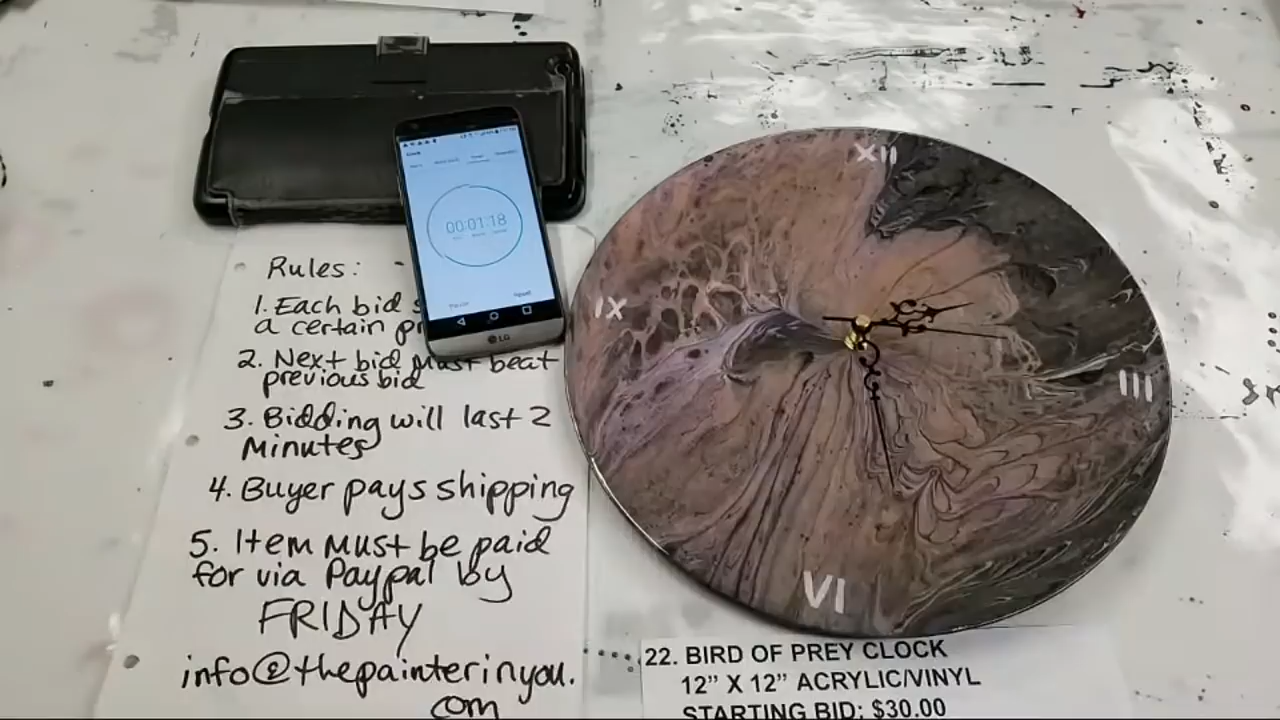 00:01:18
LG
Rules:
1. Each bid
a certain
2. Next bid must beat
previous bid
3. Bidding will last 2
Minutes
4. Buyer pays shipping
5. Item must be paid
for via Paypal by
FRIDAY
info@thepainterinyou.
com
XII
IX
III
VI
22. BIRD OF PREY CLOCK
12” X 12” ACRYLIC/VINYL
STARTING BID: $30.00